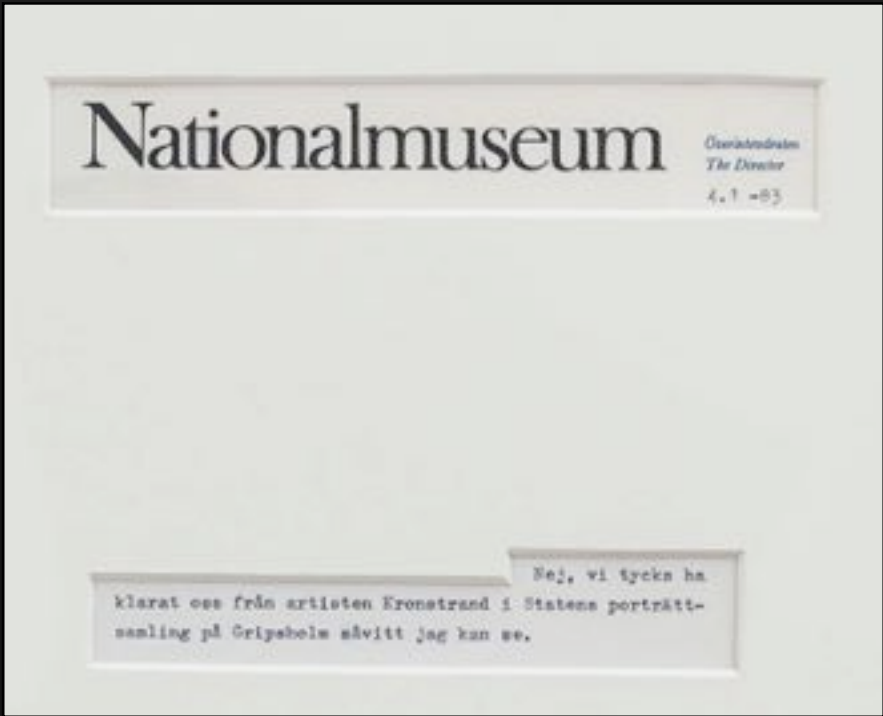 Nationalmuseum
Överintendenten
The Director
4.1 -83
Nej, vi tycks ha
klarat oss från artisten Kronstrand i Statens porträtt-
samling på Gripsholm såvitt jag kan se.